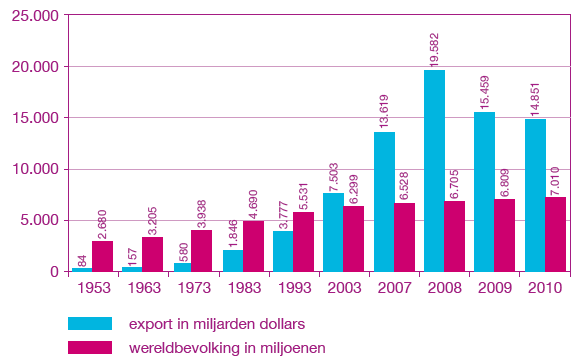 25.000
20.000
15.000
10.000
5.000
0
84 2.680 157 3.205 580 3.938 1.846 4.690 3.777 5.531 7.503 6.299 13.619 6.528 19.582 6.705 15.459 6.809 14.851 7.010
1953 1963 1973 1983 1993 2003 2007 2008 2009 2010
export in miljarden dollars
wereldbevolking in miljoenen